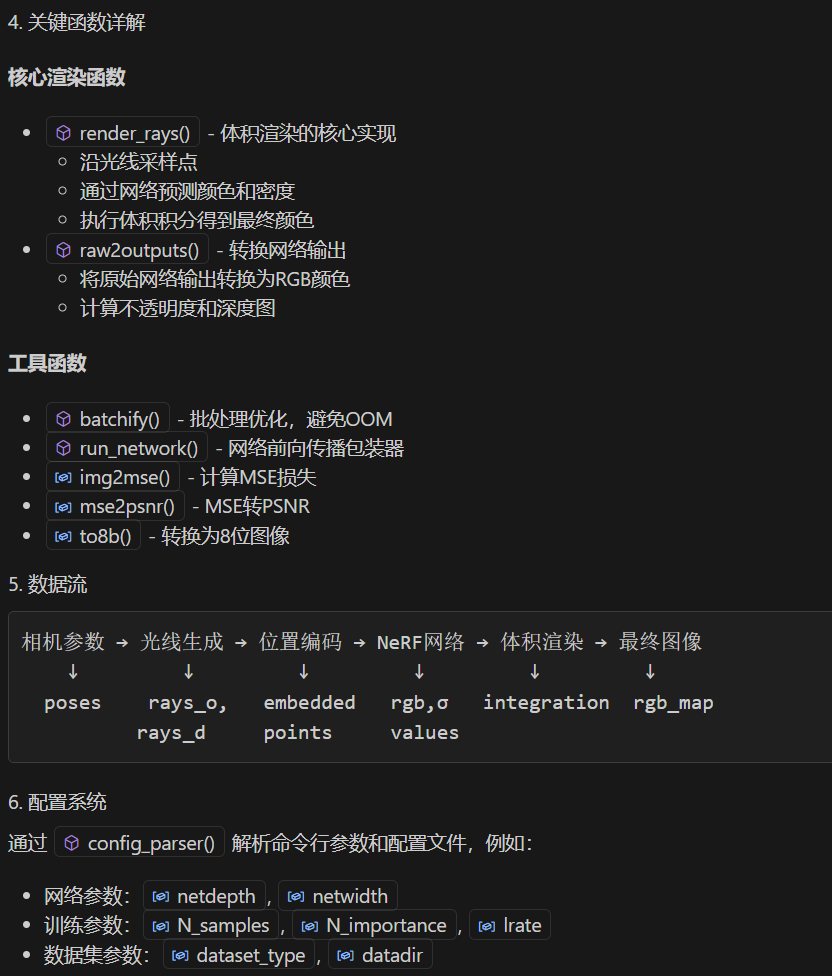 4. 关键函数详解
核心渲染函数
render_rays() - 体积渲染的核心实现
沿光线采样点
通过网络预测颜色和密度
执行体积积分得到最终颜色
raw2outputs() - 转换网络输出
将原始网络输出转换为RGB颜色
计算不透明度和深度图
工具函数
batchify() - 批处理优化，避免OOM
run_network() - 网络前向传播包装器
img2mse() - 计算MSE损失
mse2psnr() - MSE转PSNR
to8b() - 转换为8位图像
5. 数据流
相机参数 → 光线生成 → 位置编码 → NeRF网络 → 体积渲染 → 最终图像
↓ ↓ ↓ ↓ ↓ ↓
poses rays_o, embedded rgb,σ integration rgb_map
rays_d points values
6. 配置系统
通过 config_parser() 解析命令行参数和配置文件，例如：
网络参数： netdepth , netwidth
训练参数： N_samples , N_importance , lrate
数据集参数： dataset_type , datadir